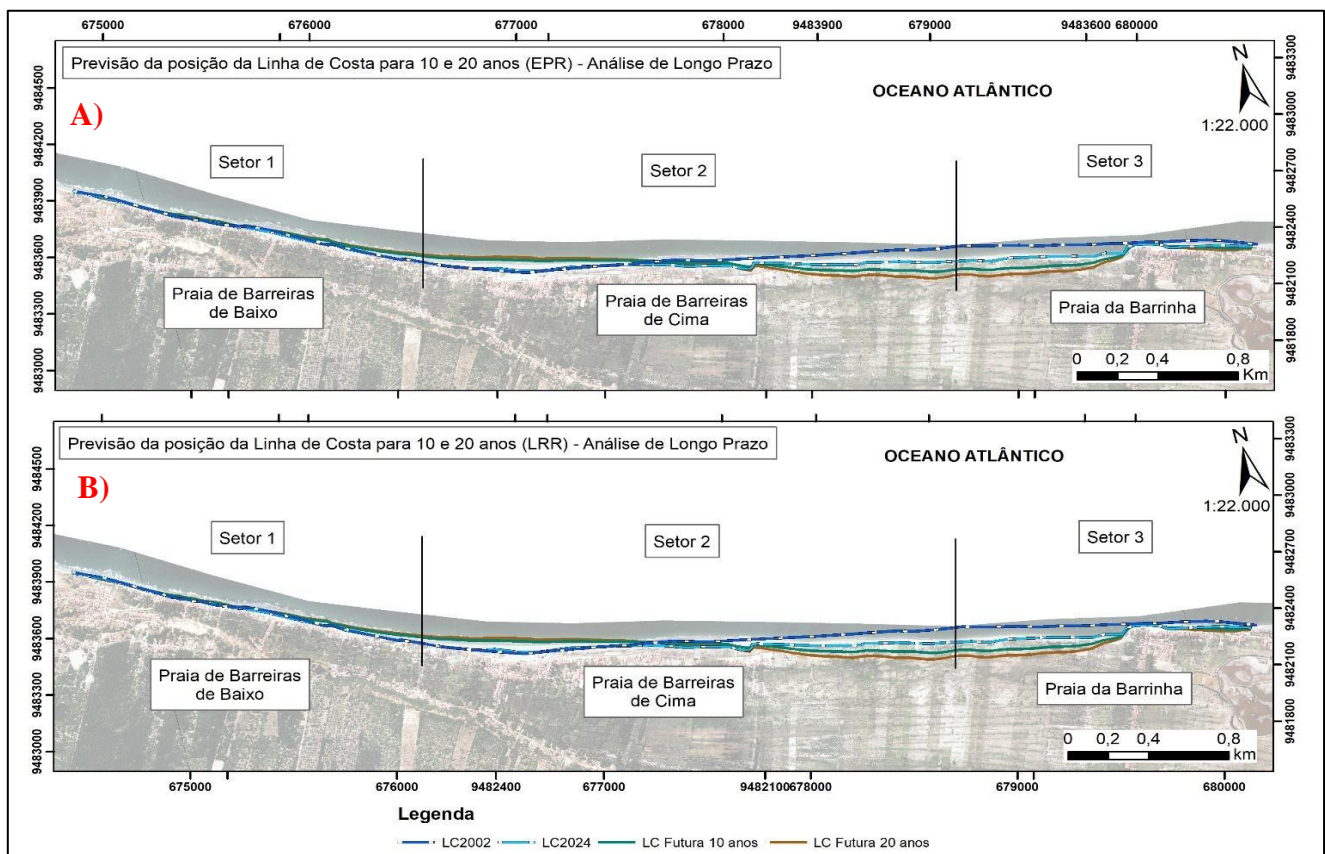 675000 676000 677000 678000 9483900 679000 9483600 680000
Previsão da posição da Linha de Costa para 10 e 20 anos (EPR) - Análise de Longo Prazo
A)
OCEANO ATLÂNTICO
N
1:22.000
Setor 1
Setor 2
Setor 3
Praia de Barreiras
de Baixo
Praia de Barreiras
de Cima
Praia da Barrinha
0 0,2 0,4 0,8
Km
9484500
9484200
9483900
9483600
9483300
9483000
9483300
9483000
9482700
9482400
9482100
9481800
Previsão da posição da Linha de Costa para 10 e 20 anos (LRR) - Análise de Longo Prazo
B)
OCEANO ATLÂNTICO
N
1:22.000
Setor 1
Setor 2
Setor 3
Praia de Barreiras
de Baixo
Praia de Barreiras
de Cima
Praia da Barrinha
0 0,2 0,4 0,8
km
9484500
9484200
9483900
9483600
9483300
9483000
9483300
9483000
9482700
9482400
9482100
9481800
675000 676000 9482400 677000 9482100 678000 679000 680000
Legenda
LC2002 LC2024 LC Futura 10 anos LC Futura 20 anos